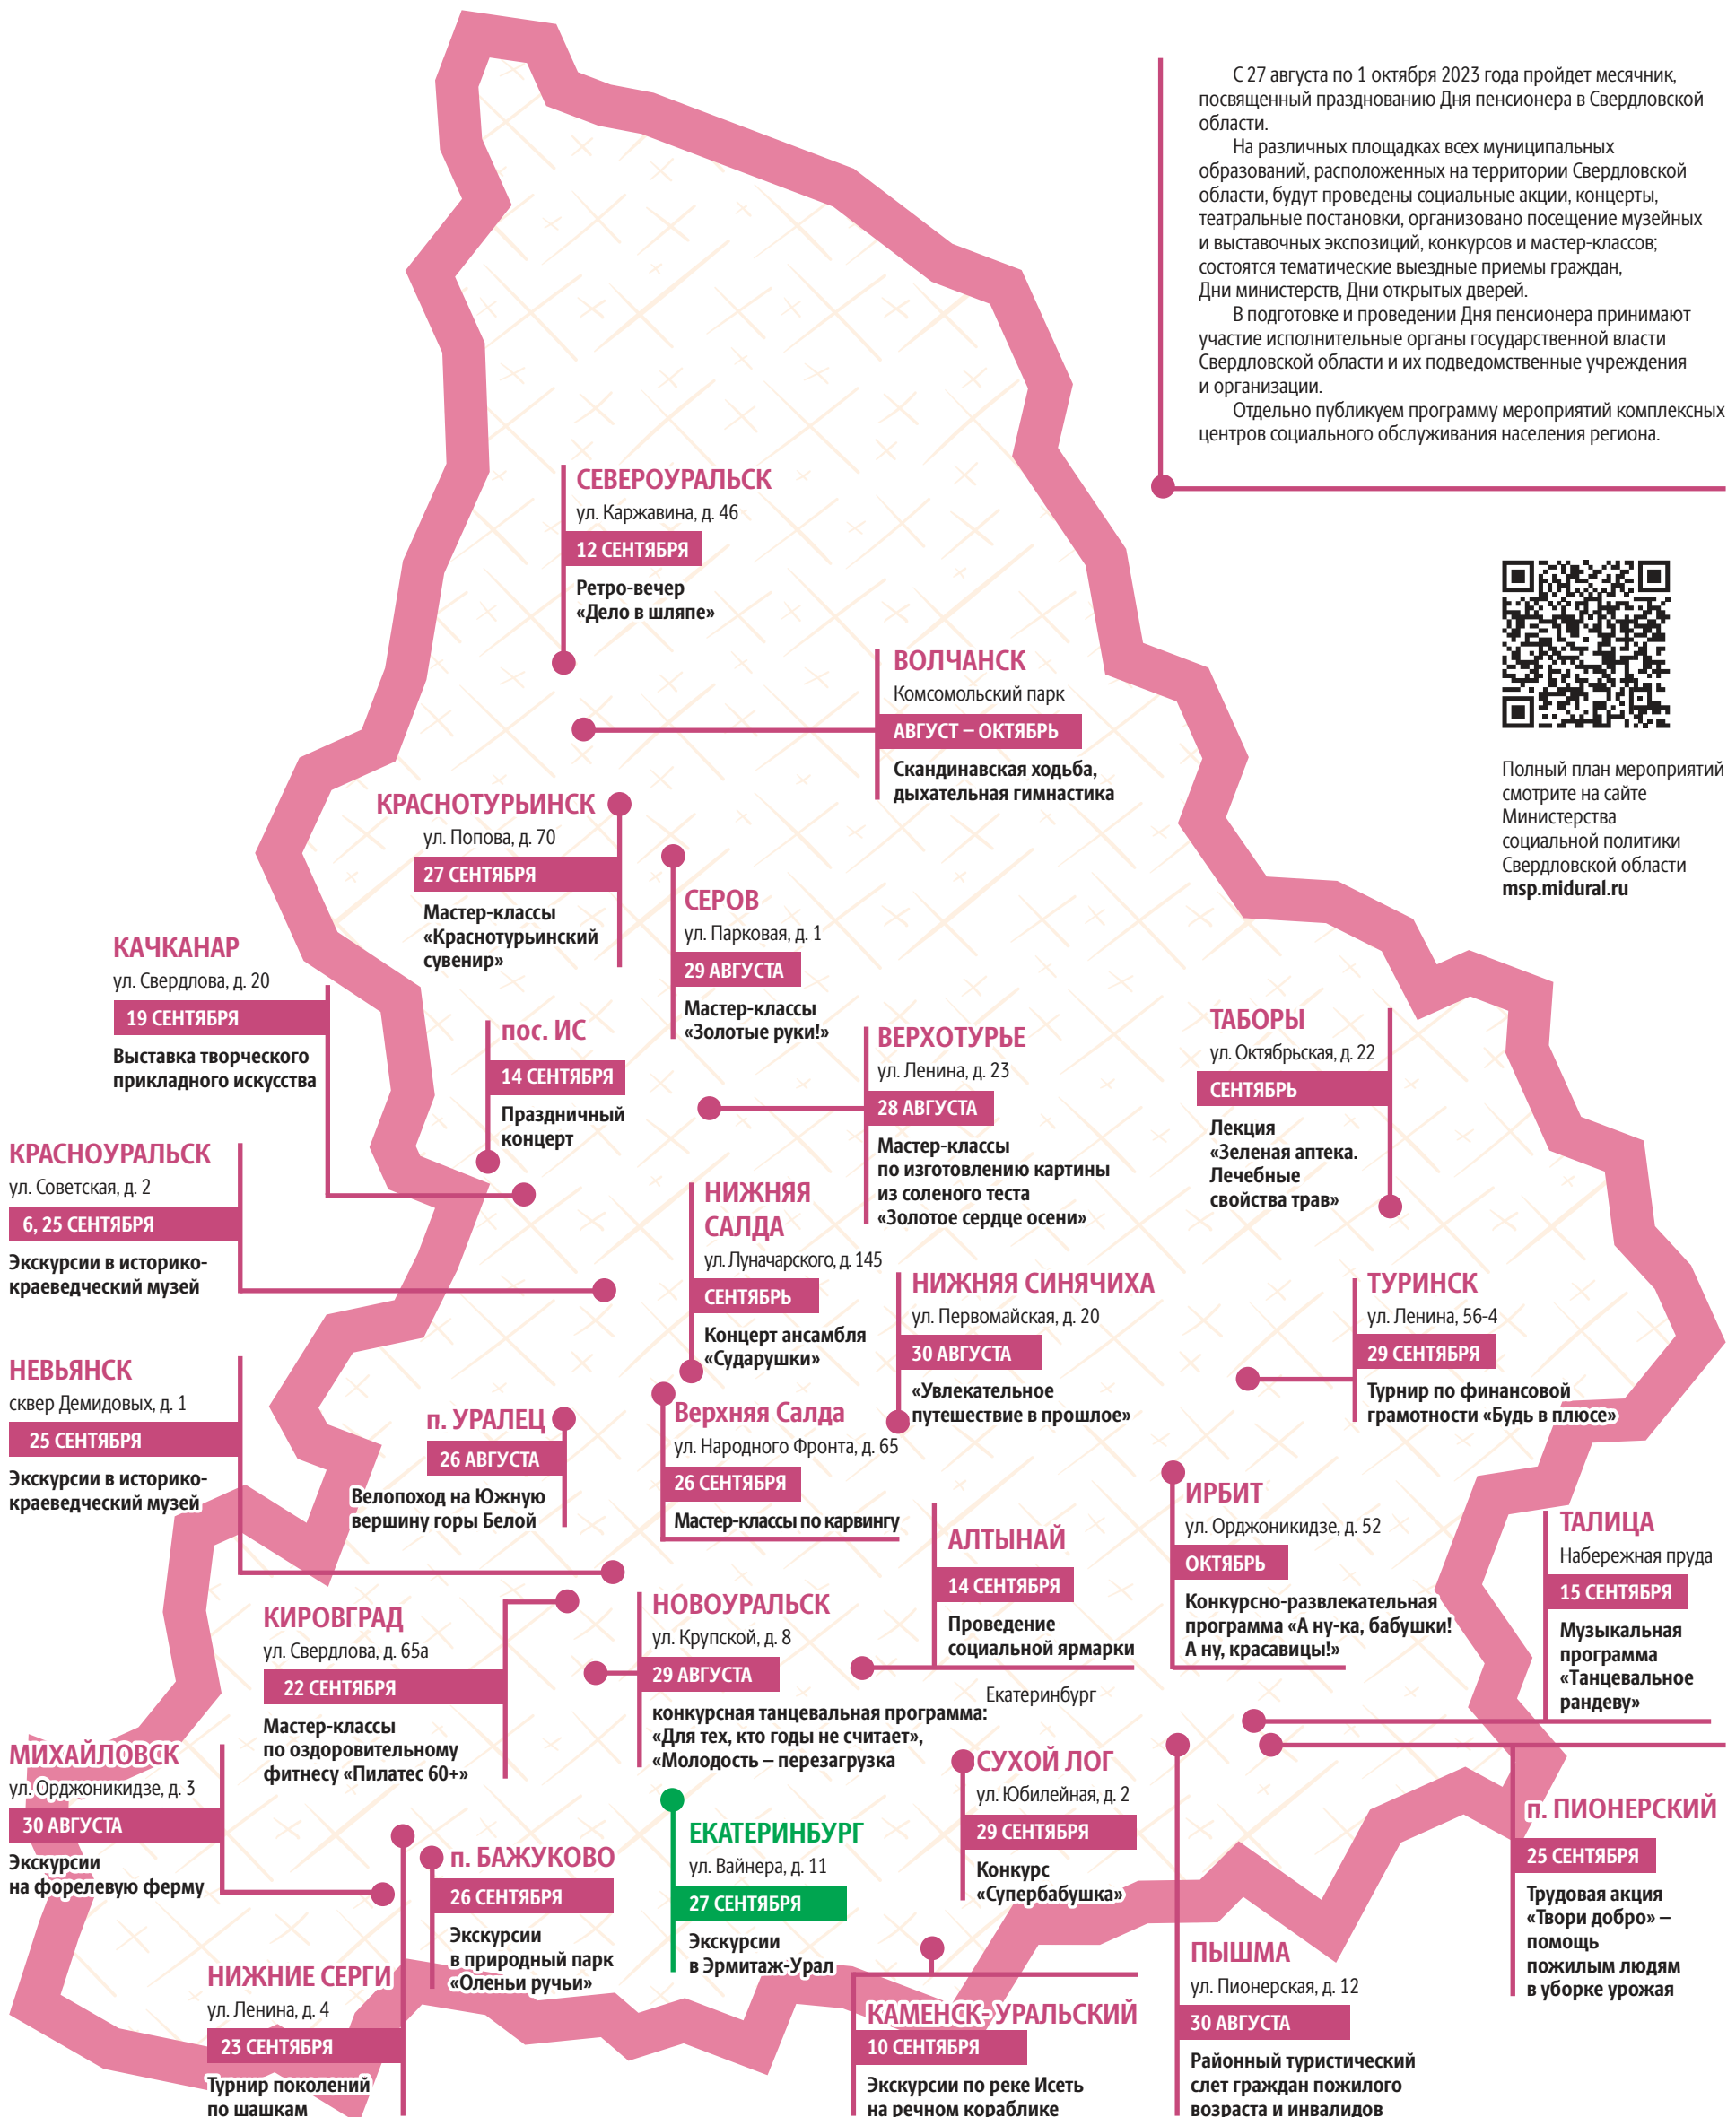 С 27 августа по 1 октября 2023 года пройдет месячник,
посвященный празднованию Дня пенсионера в Свердловской
области.
На различных площадках всех муниципальных
образований, расположенных на территории Свердловской
области, будут проведены социальные акции, концерты,
театральные постановки, организовано посещение музейных
и выставочных экспозиций, конкурсов и мастер-классов;
состоятся тематические выездные приемы граждан,
Дни министерств, Дни открытых дверей.
В подготовке и проведении Дня пенсионера принимают
участие исполнительные органы государственной власти
Свердловской области и их подведомственные учреждения
и организации.
Отдельно публикуем программу мероприятий комплексных
центров социального обслуживания населения региона.
СЕВЕРОУРАЛЬСК
ул. Каржавина, д. 46
12 СЕНТЯБРЯ
Ретро-вечер
«Дело в шляпе»
ВОЛЧАНСК
Комсомольский парк
АВГУСТ – ОКТЯБРЬ
Скандинавская ходьба,
дыхательная гимнастика
Полный план мероприятий
смотрите на сайте
Министерства
социальной политики
Свердловской области
msp.midural.ru
КРАСНОТУРЬИНСК
ул. Попова, д. 70
27 СЕНТЯБРЯ
Мастер-классы
«Краснотурьинский
сувенир»
СЕРОВ
ул. Парковая, д. 1
29 АВГУСТА
Мастер-классы
«Золотые руки!»
КАЧКАНАР
ул. Свердлова, д. 20
19 СЕНТЯБРЯ
Выставка творческого
прикладного искусства
пос. ИС
14 СЕНТЯБРЯ
Праздничный
концерт
ВЕРХОТУРЬЕ
ул. Ленина, д. 23
28 АВГУСТА
Мастер-классы
по изготовлению картины
из соленого теста
«Золотое сердце осени»
ТАБОРЫ
ул. Октябрьская, д. 22
СЕНТЯБРЬ
Лекция
«Зеленая аптека.
Лечебные
свойства трав»
КРАСНОУРАЛЬСК
ул. Советская, д. 2
6, 25 СЕНТЯБРЯ
Экскурсии в историко-
краеведческий музей
НИЖНЯЯ
САЛДА
ул. Луначарского, д. 145
СЕНТЯБРЬ
Концерт ансамбля
«Сударушки»
НИЖНЯЯ СИНЯЧИХА
ул. Первомайская, д. 20
30 АВГУСТА
«Увлекательное
путешествие в прошлое»
ТУРИНСК
ул. Ленина, 56-4
29 СЕНТЯБРЯ
Турнир по финансовой
грамотности «Будь в плюсе»
НЕВЬЯНСК
сквер Демидовых, д. 1
25 СЕНТЯБРЯ
Экскурсии в историко-
краеведческий музей
п. УРАЛЕЦ
26 АВГУСТА
Велопоход на Южную
вершину горы Белой
Верхняя Салда
ул. Народного Фронта, д. 65
26 СЕНТЯБРЯ
Мастер-классы по карвингу
АЛТЫНАЙ
14 СЕНТЯБРЯ
Проведение
социальной ярмарки
ИРБИТ
ул. Орджоникидзе, д. 52
ОКТЯБРЬ
Конкурсно-развлекательная
программа «А ну-ка, бабушки!
А ну, красавицы!»
ТАЛИЦА
Набережная пруда
15 СЕНТЯБРЯ
Музыкальная
программа
«Танцевальное
рандеву»
КИРОВГРАД
ул. Свердлова, д. 65а
22 СЕНТЯБРЯ
Мастер-классы
по оздоровительному
фитнесу «Пилатес 60+»
НОВОУРАЛЬСК
ул. Крупской, д. 8
29 АВГУСТА
конкурсная танцевальная программа:
«Для тех, кто годы не считает»,
«Молодость – перезагрузка
Екатеринбург
МИХАЙЛОВСК
ул. Орджоникидзе, д. 3
30 АВГУСТА
Экскурсии
на форелевую ферму
СУХОЙ ЛОГ
ул. Юбилейная, д. 2
29 СЕНТЯБРЯ
Конкурс
«Супербабушка»
п. ПИОНЕРСКИЙ
25 СЕНТЯБРЯ
Трудовая акция
«Твори добро» –
помощь
пожилым людям
в уборке урожая
п. БАЖУКОВО
26 СЕНТЯБРЯ
Экскурсии
в природный парк
«Оленьи ручьи»
ЕКАТЕРИНБУРГ
ул. Вайнера, д. 11
27 СЕНТЯБРЯ
Экскурсии
в Эрмитаж-Урал
НИЖНИЕ СЕРГИ
ул. Ленина, д. 4
23 СЕНТЯБРЯ
Турнир поколений
по шашкам
КАМЕНСК- УРАЛЬСКИЙ
10 СЕНТЯБРЯ
Экскурсии по реке Исеть
на речном кораблике
ПЫШМА
ул. Пионерская, д. 12
30 АВГУСТА
Районный туристический
слет граждан пожилого
возраста и инвалидов